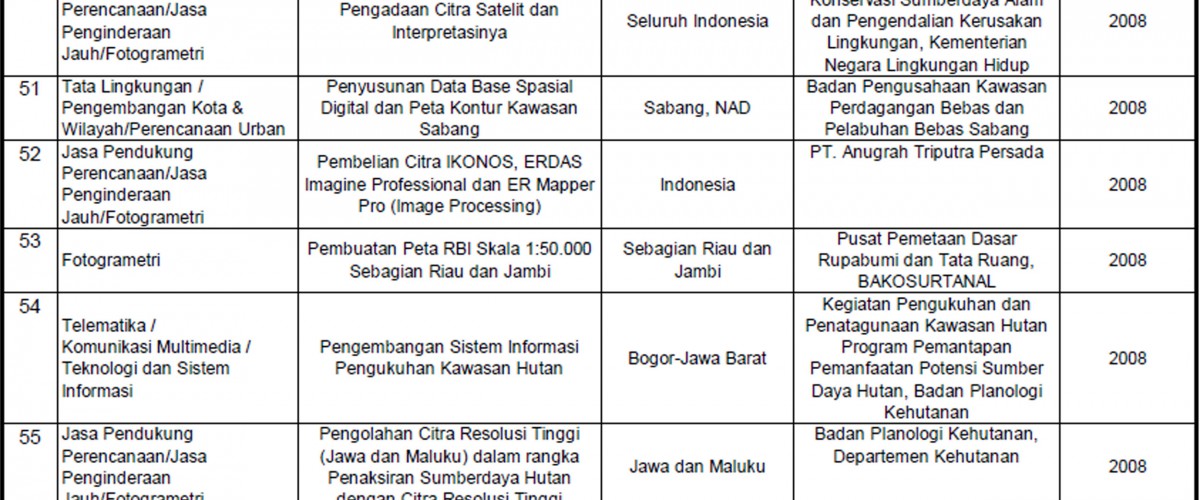 Perencanaan/Jasa
Penginderaan
Jauh/Fotogrametri
Pengadaan Citra Satelit dan
Interpretasinya
Seluruh Indonesia
Konservasi Sumberdaya Alam
dan Pengendalian Kerusakan
Lingkungan, Kementerian
Negara Lingkungan Hidup
2008
51
Tata Lingkungan /
Pengembangan Kota &
Wilayah/Perencanaan Urban
Penyusunan Data Base Spasial
Digital dan Peta Kontur Kawasan
Sabang
Sabang, NAD
Badan Pengusahaan Kawasan
Perdagangan Bebas dan
Pelabuhan Bebas Sabang
2008
52
Jasa Pendukung
Perencanaan/Jasa
Penginderaan
Jauh/Fotogrametri
Pembelian Citra IKONOS, ERDAS
Imagine Professional dan ER Mapper
Pro (Image Processing)
Indonesia
PT. Anugrah Triputra Persada
2008
53
Fotogrametri
Pembuatan Peta RBI Skala 1:50.000
Sebagian Riau dan Jambi
Sebagian Riau dan
Jambi
Pusat Pemetaan Dasar
Rupabumi dan Tata Ruang,
BAKOSURTANAL
2008
54
Telematika /
Komunikasi Multimedia /
Teknologi dan Sistem
Informasi
Pengembangan Sistem Informasi
Pengukuhan Kawasan Hutan
Bogor-Jawa Barat
Kegiatan Pengukuhan dan
Penatagunaan Kawasan Hutan
Program Pemantapan
Pemanfaatan Potensi Sumber
Daya Hutan, Badan Planologi
Kehutanan
2008
55
Jasa Pendukung
Perencanaan/Jasa
Penginderaan
Jauh/Fotogrametri
Pengolahan Citra Resolusi Tinggi
(Jawa dan Maluku) dalam rangka
Penaksiran Sumberdaya Hutan
dengan Citra Resolusi Tinggi
Jawa dan Maluku
Badan Planologi Kehutanan,
Departemen Kehutanan
2008